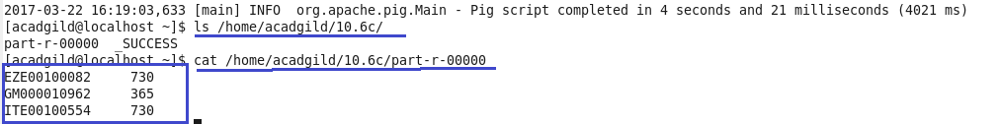 2017-03-22 16:19:03,633 [main] INFO  org.apache.pig.Main - Pig script completed in 4 seconds and 21 milliseconds (4021 ms)
[acadgild@localhost ~]$ ls /home/acadgild/10.6c/
part-r-00000  _SUCCESS
[acadgild@localhost ~]$ cat /home/acadgild/10.6c/part-r-00000
EZE00100082     730
GM000010962     365
ITE00100554     730